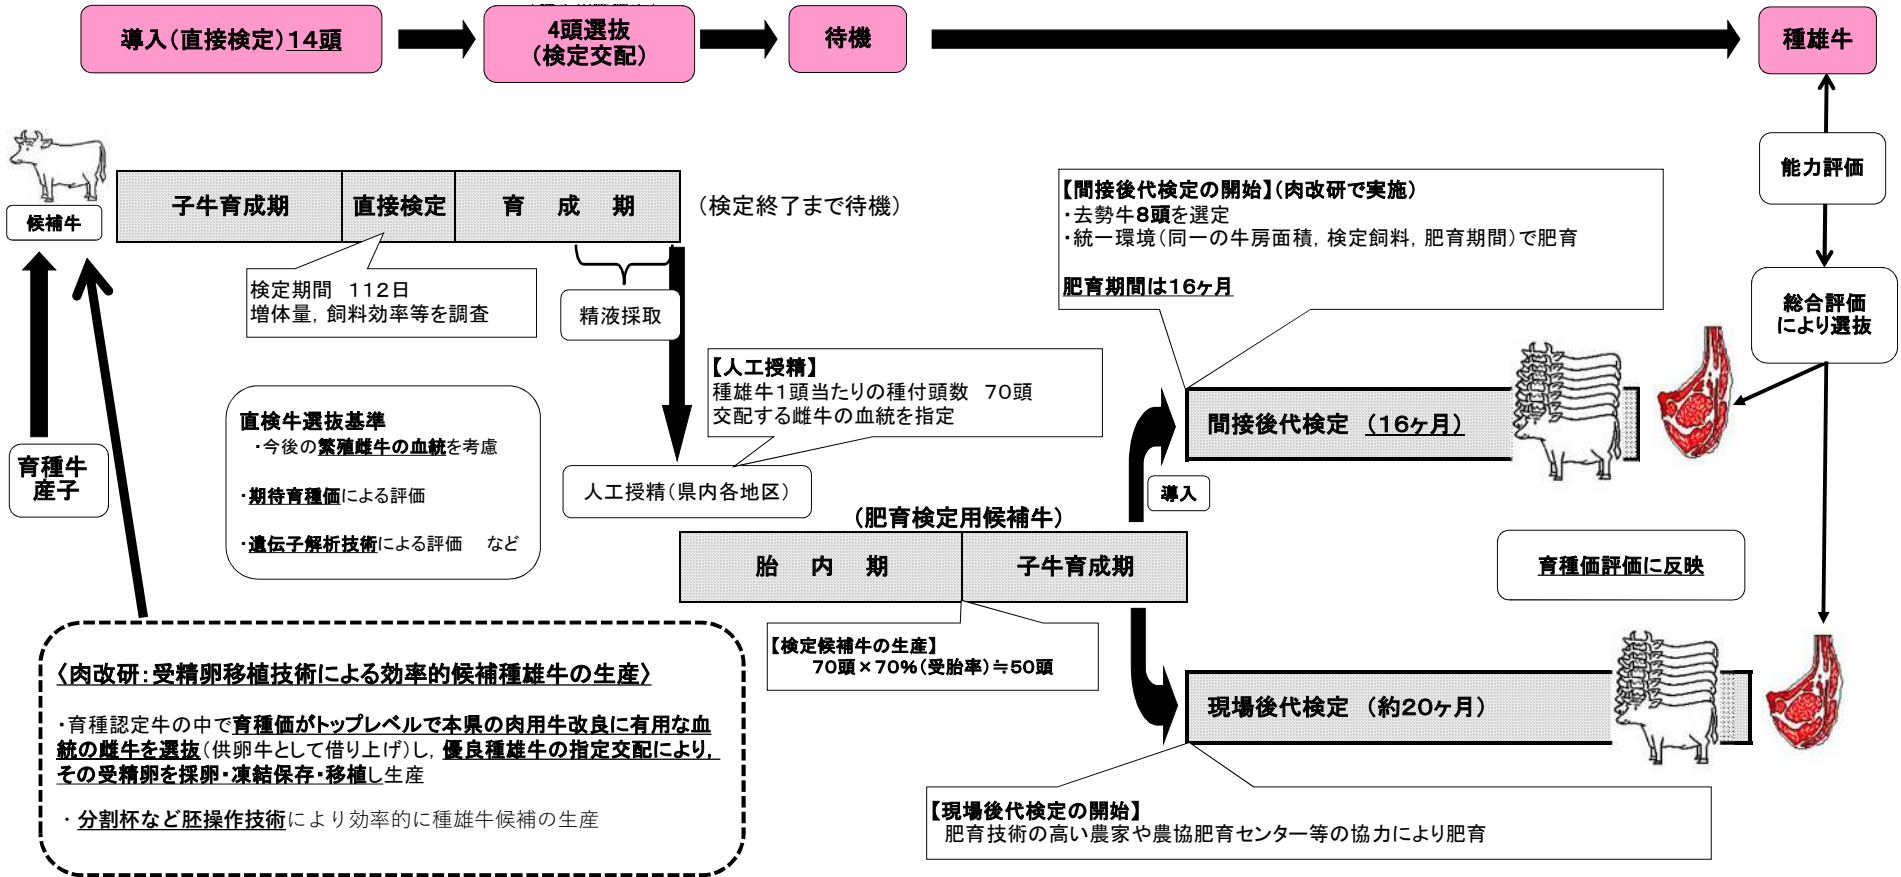 導入(直接検定)14頭
4頭選抜
(検定交配)
待機
種雄牛
候補牛
子牛育成期
直接検定
育 成 期
(検定終了まで待機)
検定期間 112日
増体量, 飼料効率等を調査
精液採取
【間接後代検定の開始】(肉改研で実施)
・去勢牛8頭を選定
・統一環境(同一の牛房面積, 検定飼料, 肥育期間)で肥育
肥育期間は16ヶ月
能力評価
総合評価
により選抜
育種牛
産子
直検牛選抜基準
・今後の繁殖雌牛の血統を考慮
・期待育種価による評価
・遺伝子解析技術による評価 など
【人工授精】
種雄牛1頭当たりの種付頭数 70頭
交配する雌牛の血統を指定
人工授精(県内各地区)
間接後代検定 (16ヶ月)
導入
(肥育検定用候補牛)
胎 内 期
子牛育成期
育種価評価に反映
【検定候補牛の生産】
70頭×70%(受胎率)≒50頭
現場後代検定 (約20ヶ月)
〈肉改研:受精卵移植技術による効率的候補種雄牛の生産〉
・育種認定牛の中で育種価がトップレベルで本県の肉用牛改良に有用な血
統の雌牛を選抜(供卵牛として借り上げ)し, 優良種雄牛の指定交配により,
その受精卵を採卵・凍結保存・移植し生産
・分割杯など胚操作技術により効率的に種雄牛候補の生産
【現場後代検定の開始】
肥育技術の高い農家や農協肥育センター等の協力により肥育